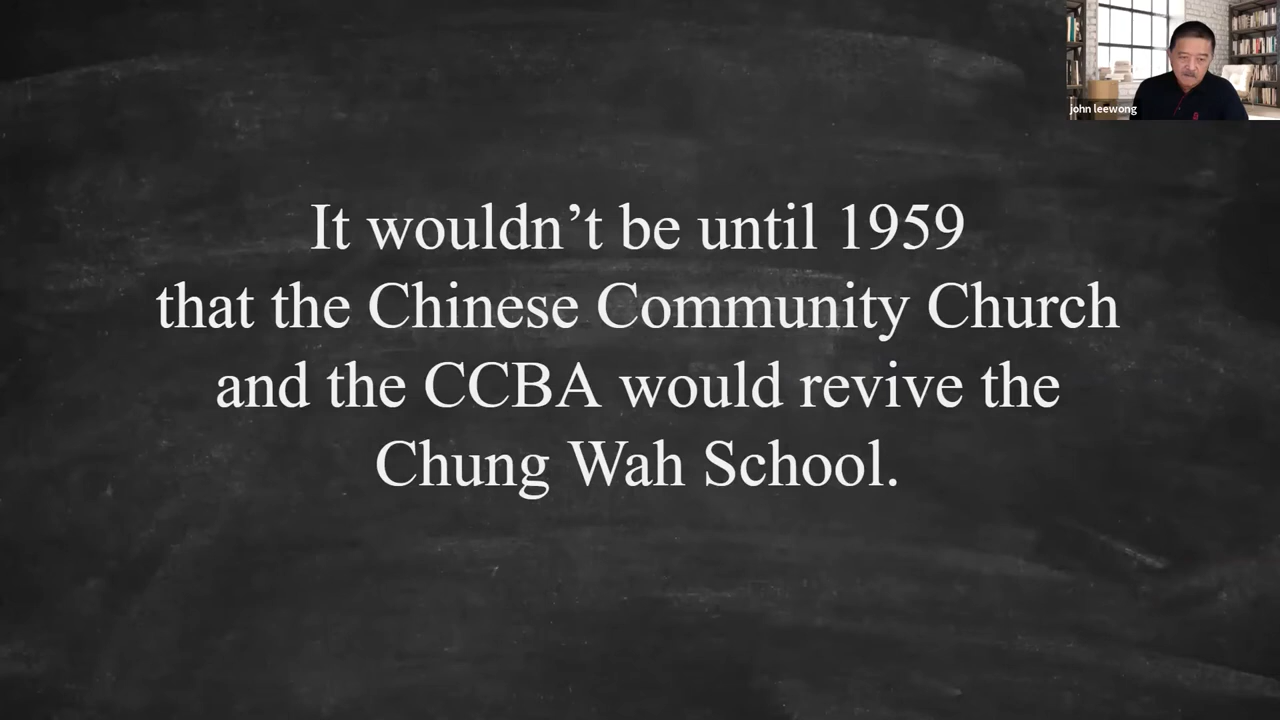 john leewong
It wouldn’t be until 1959
that the Chinese Community Church
and the CCBA would revive the
Chung Wah School.